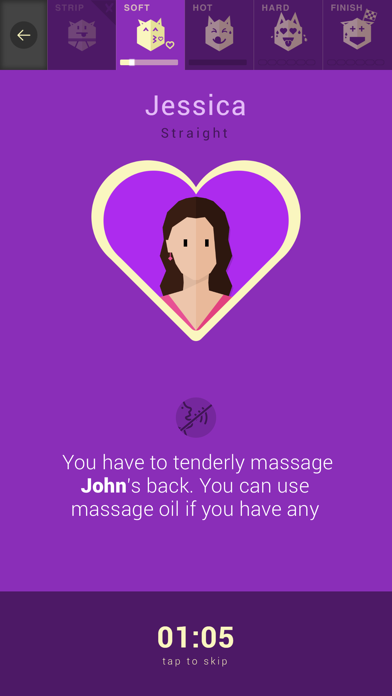 STRIP
SOFT
HOT
HARD
FINISH
Jessica
Straight
You have to tenderly massage
John's back. You can use
massage oil if you have any
01:05
tap to skip